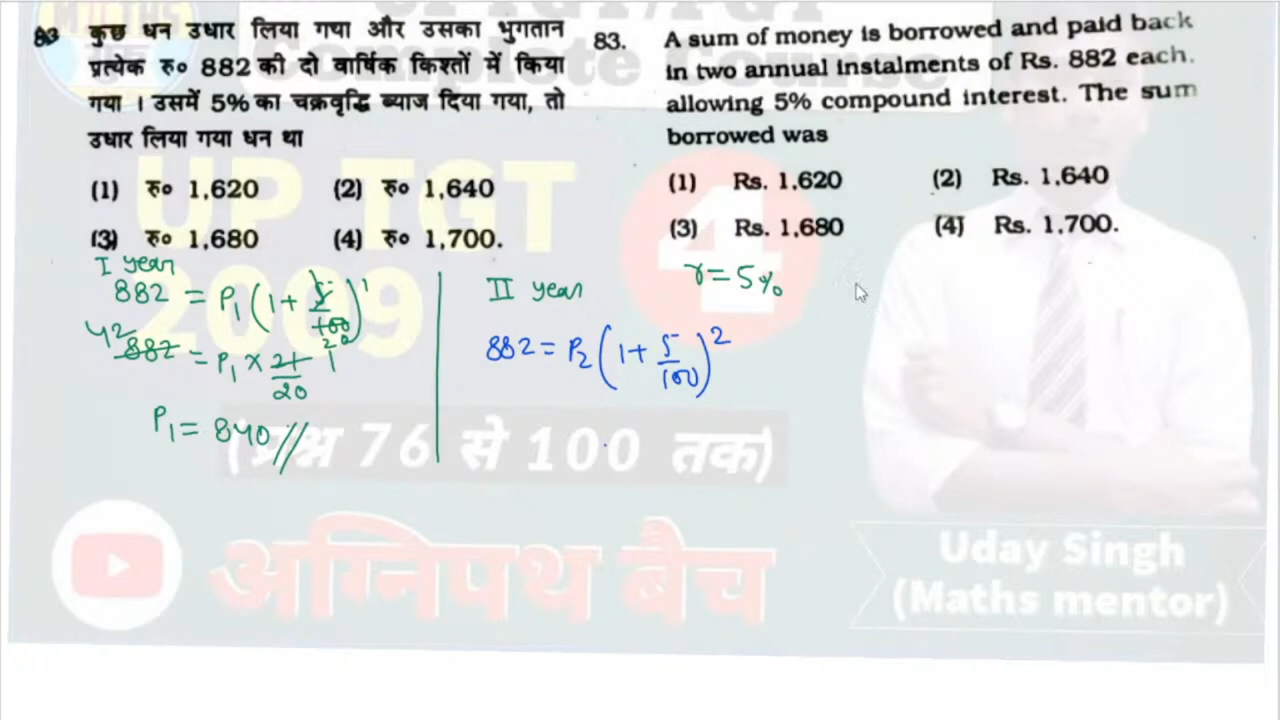 83 कुछ धन उधार लिया गया और उसका भुगतान
प्रत्येक रु० 882 की दो वार्षिक किश्तों में किया
गया । उसमें 5% का चक्रवृद्धि ब्याज दिया गया, तो
उधार लिया गया धन था
(1) रु० 1,620 (2) रु० 1,640
(3) रु० 1,680 (4) रु० 1,700.
83. A sum of money is borrowed and paid back
in two annual instalments of Rs. 882 each.
allowing 5% compound interest. The sum
borrowed was
(1) Rs. 1,620 (2) Rs. 1,640
(3) Rs. 1,680 (4) Rs. 1,700.
I year
882 = P₁ (1 + 5/100)¹
882 = P₁ × 21/20
42
20
P₁ = 840//
II year
882 = P₂ (1 + 5/100)²
r = 5%
Complete Course
UP TGT
2009
4
(प्रश्न 76 से 100 तक)
अग्निपथ बैच
Uday Singh
(Maths mentor)